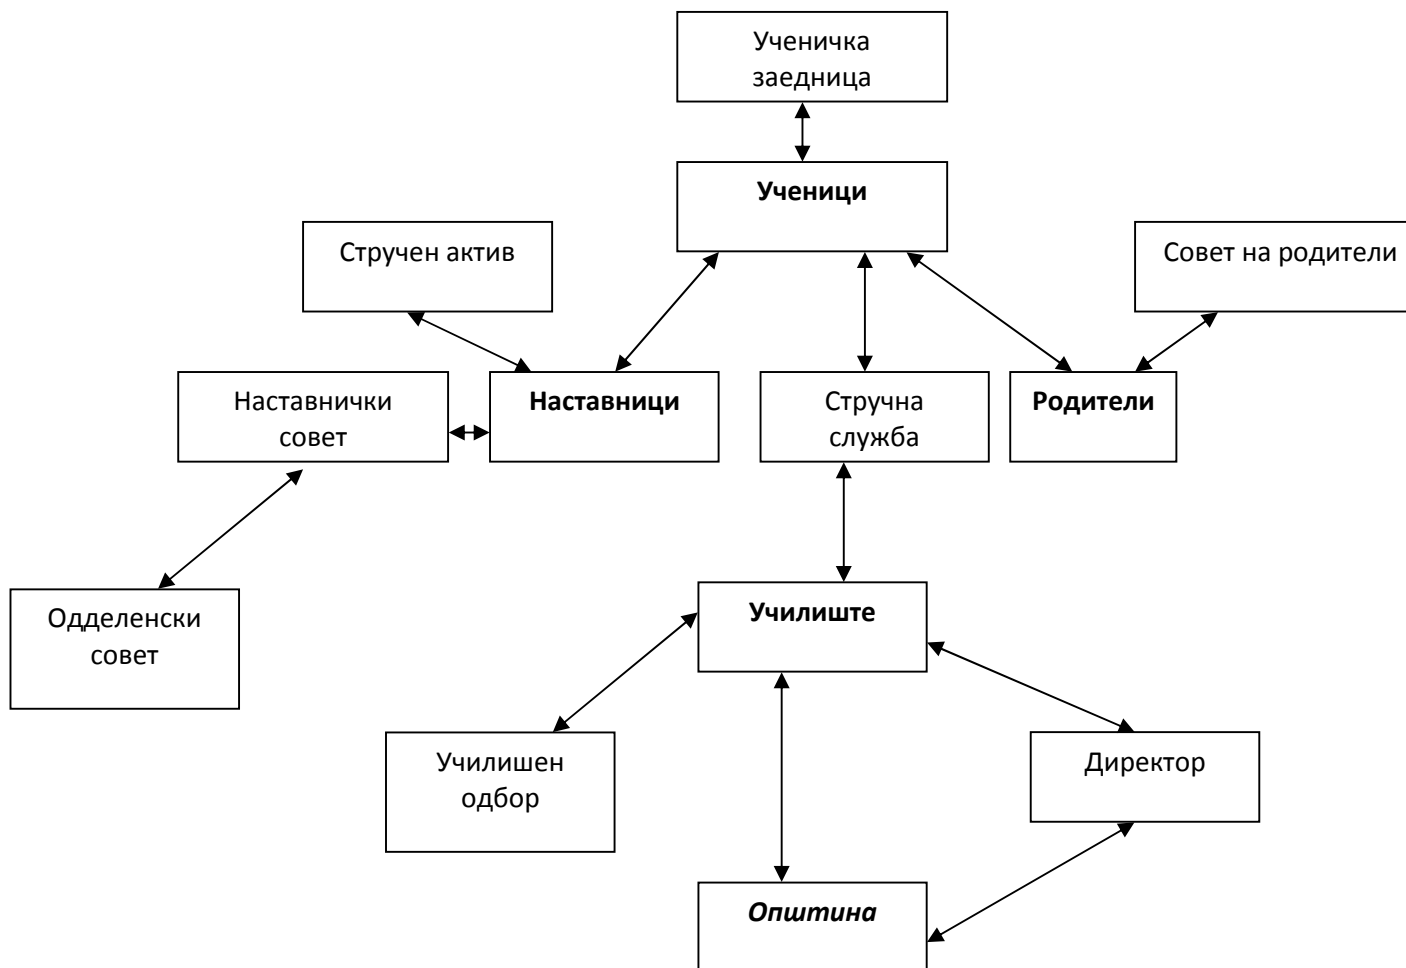 Ученичка
заедница
Ученици
Стручен актив
Совет на родители
Наставнички
совет
Наставници
Стручна
служба
Родители
Училиште
Одделенски
совет
Училишен
одбор
Директор
Општина